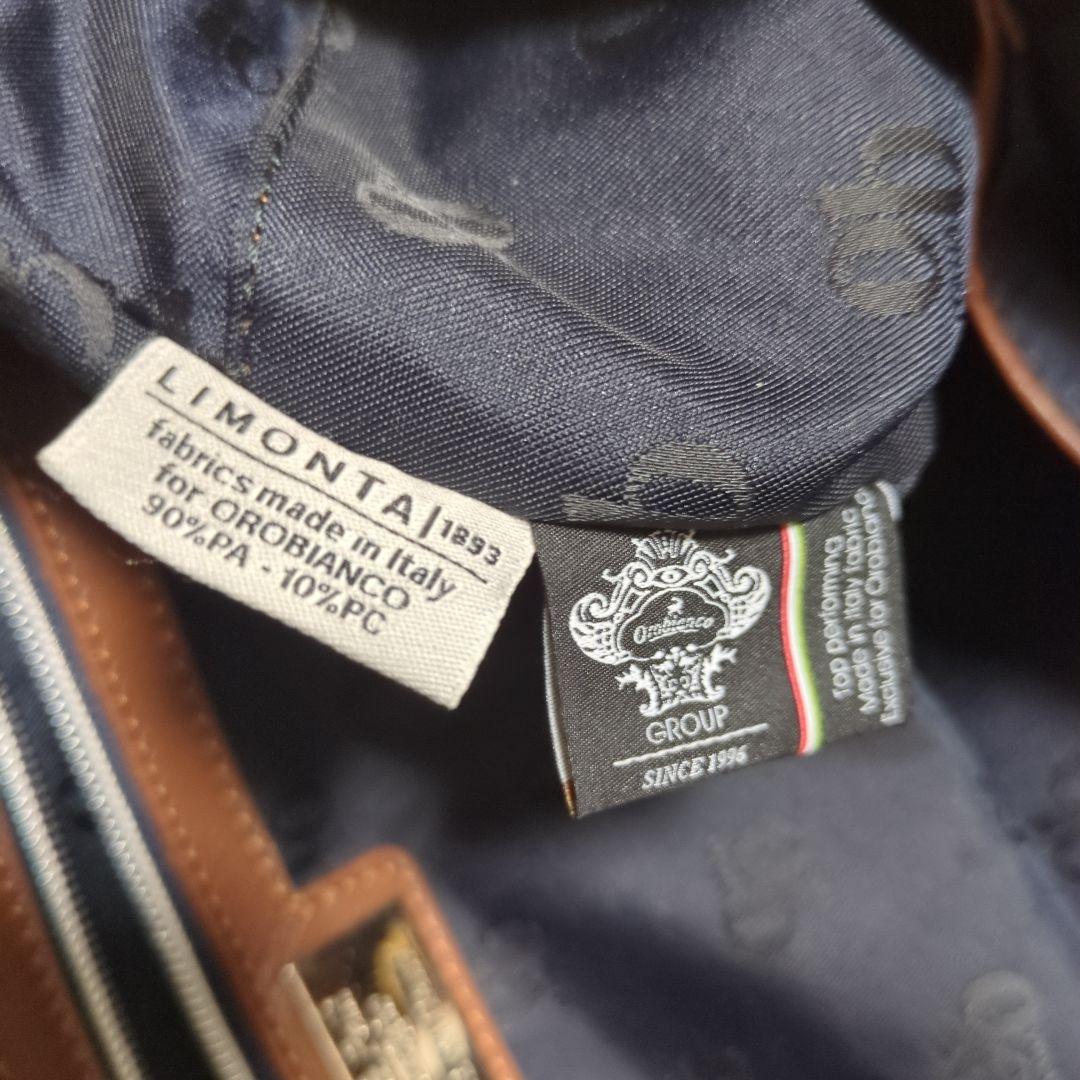 LIMONTA | 1893
fabrics made in Italy
for OROBIANCO
90%PA - 10%PC
Orobianco
GROUP
SINCE 1996
Top performing
Made in Italy fabric
Exclusive for Orobianco